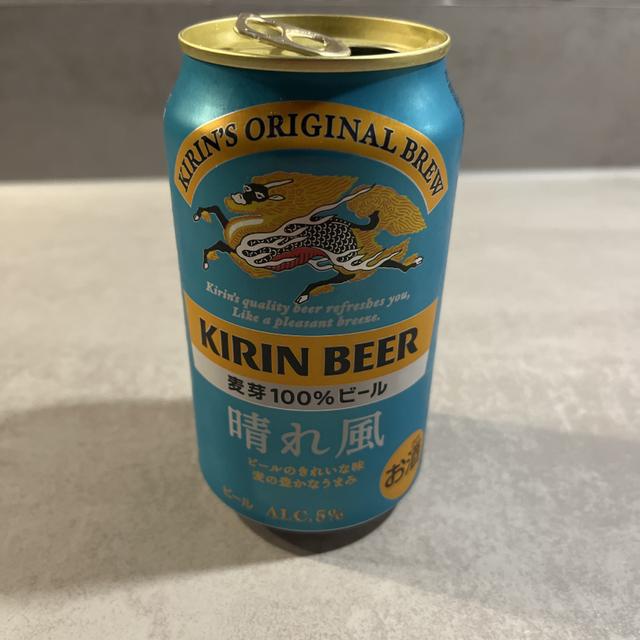 KIRIN'S ORIGINAL BREW
Kirin's quality beer refreshes you,
Like a pleasant breeze.
KIRIN BEER
麦芽100%ビール
晴れ風
ビールのきれいな味
麦の豊かなうまみ
お酒
ビール ALC.5%